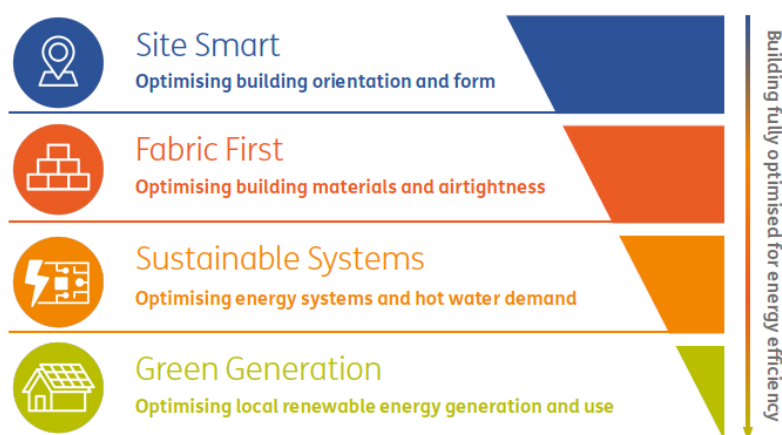 Site Smart
Optimising building orientation and form
Fabric First
Optimising building materials and airtightness
Sustainable Systems
Optimising energy systems and hot water demand
Green Generation
Optimising local renewable energy generation and use
Building fully optimised for energy efficiency